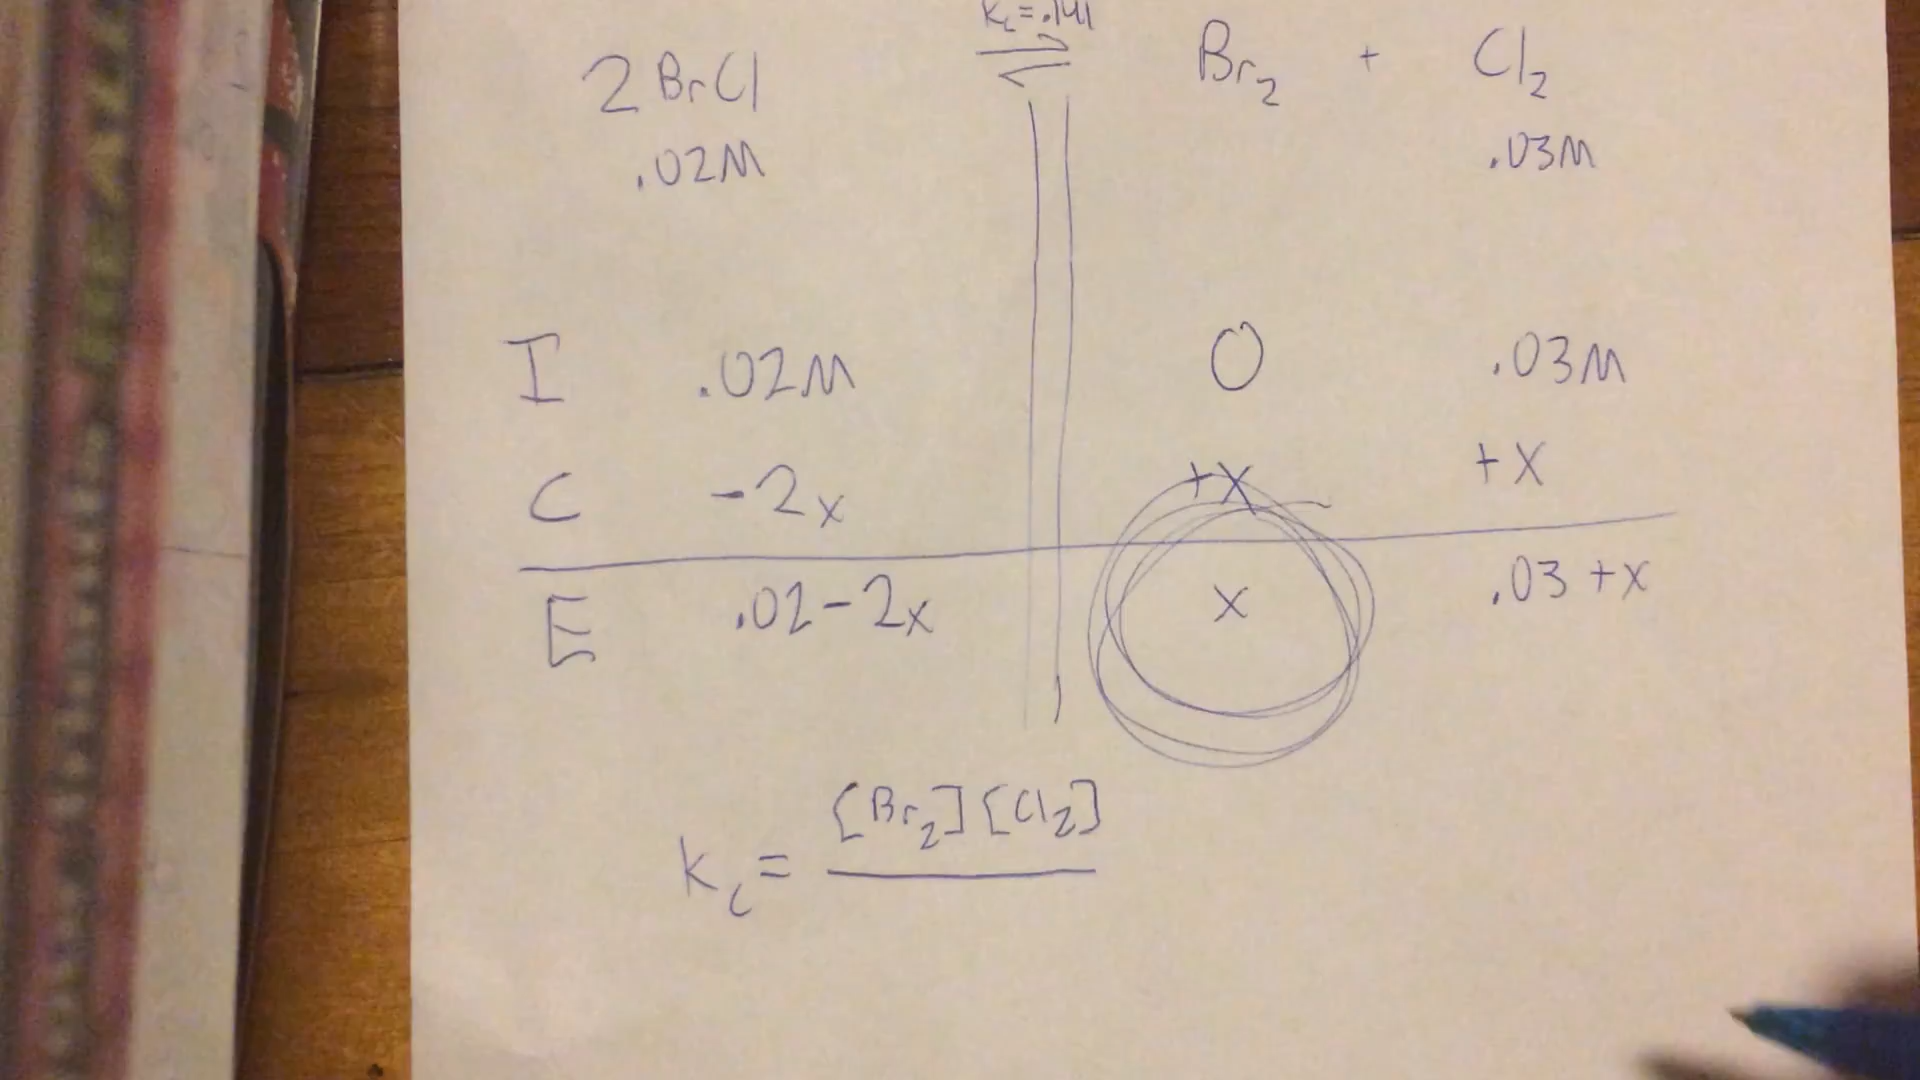 Kc=.141
2BrCl ⇌ Br2 + Cl2
.02M .03M
I .02M 0 .03M
C -2x +x +x
E .02-2x x .03+x
[Br2][Cl2]
Kc=